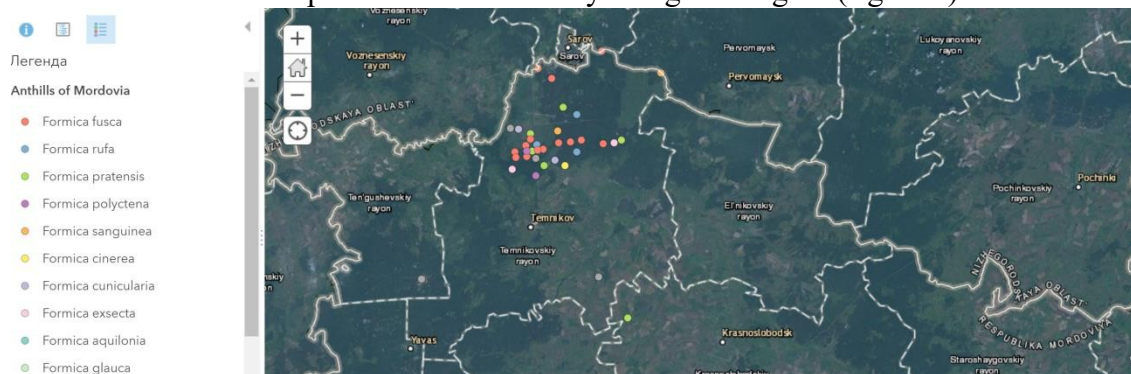 Легенда
Anthills of Mordovia
Formica fusca
Formica rufa
Formica pratensis
Formica polyctena
Formica sanguinea
Formica cinerea
Formica cunicularia
Formica exsecta
Formica aquilonia
Formica glauca
Voznesenskiy
rayon
Sarov
Sarov
Pervomaysk
Pervomaysk
Lukoyanovskiy
rayon
Ten'gushevskiy
rayon
Temnikov
Temnikovskiy
rayon
El'nikovskiy
rayon
Pochinki
Pochinkovskiy
rayon
NIZHEGORODSKAYA OBLAST'
RESPUBLIKA MORDOVIYA
Yavas
Krasnoslobodsk
Staroshaygovskiy
rayon